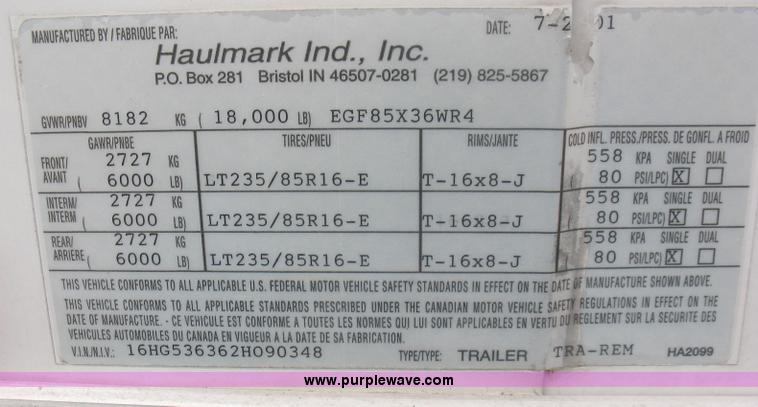 MANUFACTURED BY / FABRIQUE PAR: DATE: 7-2 01
Haulmark Ind., Inc.
P.O. Box 281 Bristol IN 46507-0281 (219) 825-5867
GVWR/PNBV 8182 KG ( 18,000 LB) EGF85X36WR4
GAWR/PNBE TIRES/PNEU RIMS/JANTE COLD INFL. PRESS./PRESS. DE GONFL. A FROID
FRONT/ 2727 KG 558 KPA SINGLE DUAL
AVANT ( 6000 LB) LT235/85R16-E T-16x8-J 80 PSI/LPC) X
INTERM/ 2727 KG 558 KPA SINGLE DUAL
INTERM ( 6000 LB) LT235/85R16-E T-16x8-J 80 PSI/LPC) X
REAR/ 2727 KG 558 KPA SINGLE DUAL
ARRIERE ( 6000 LB) LT235/85R16-E T-16x8-J 80 PSI/LPC) X
THIS VEHICLE CONFORMS TO ALL APPLICABLE U.S. FEDERAL MOTOR VEHICLE SAFETY STANDARDS IN EFFECT ON THE DATE OF MANUFACTURE SHOWN ABOVE.
THIS VEHICLE CONFORMS TO ALL APPLICABLE STANDARDS PRESCRIBED UNDER THE CANADIAN MOTOR VEHICLE SAFETY REGULATIONS IN EFFECT ON THE
DATE OF MANUFACTURE. - CE VEHICULE EST CONFORME A TOUTES LES NORMES QUI LUI SONT APPLICABLES EN VERTU DU REGLEMENT SUR LA SECURITE DES
VEHICULES AUTOMOBILES DU CANADA EN VIGUEUR A LA DATE DE SA FABRICATION.
V.I.N./N.I.V.: 16HG536362H090348 TYPE/TYPE: TRAILER TRA-REM HA2099
www.purplewave.com